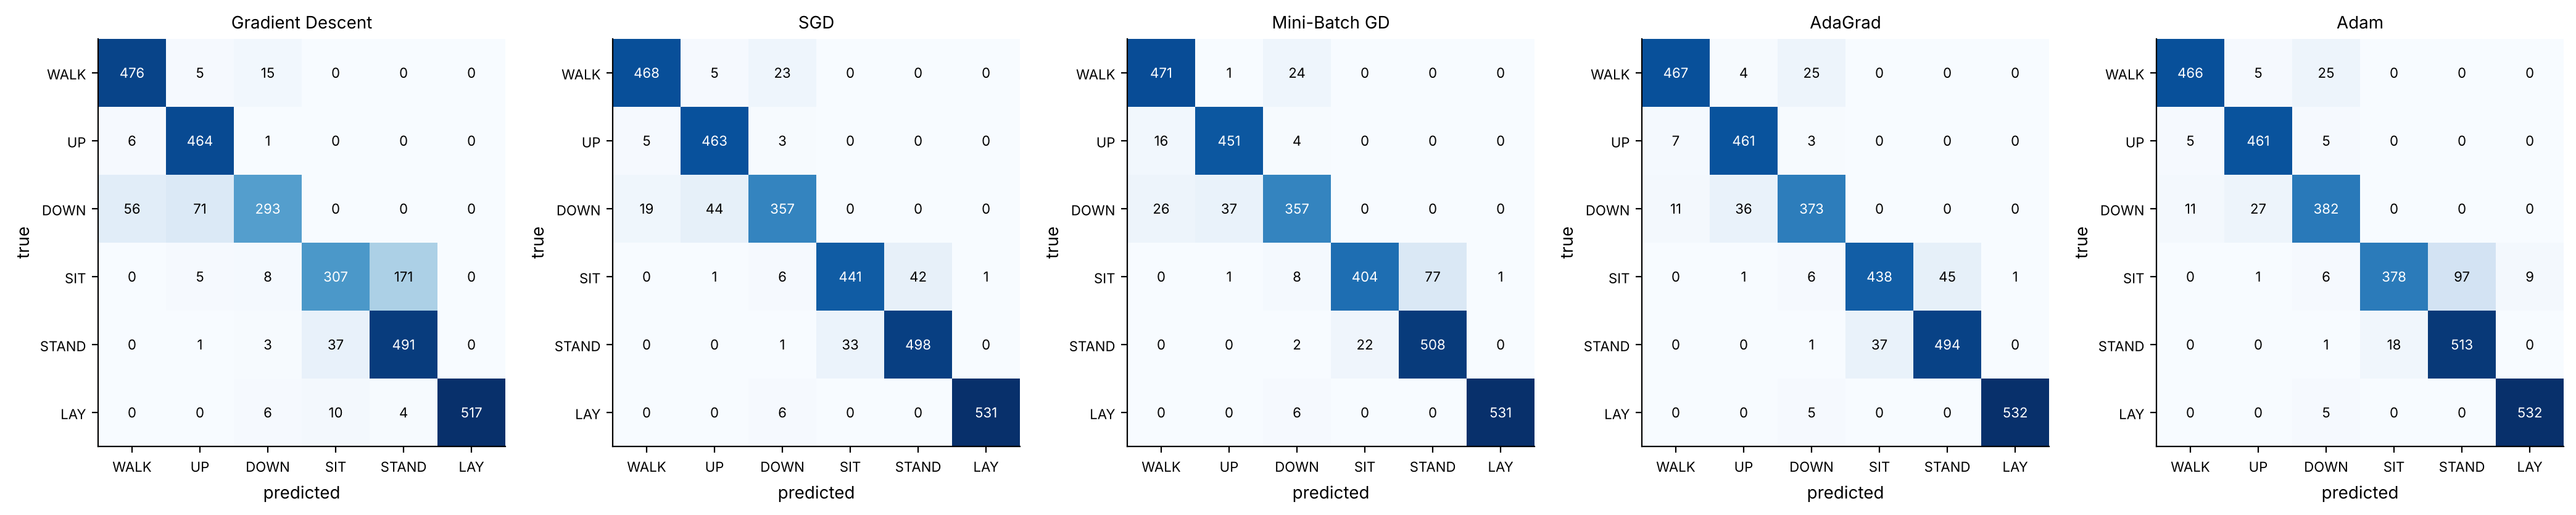 Gradient Descent
WALK 476 5 15 0 0 0
UP 6 464 1 0 0 0
DOWN 56 71 293 0 0 0
SIT 0 5 8 307 171 0
STAND 0 1 3 37 491 0
LAY 0 0 6 10 4 517
WALK UP DOWN SIT STAND LAY
predicted
true
SGD
WALK 468 5 23 0 0 0
UP 5 463 3 0 0 0
DOWN 19 44 357 0 0 0
SIT 0 1 6 441 42 1
STAND 0 0 1 33 498 0
LAY 0 0 6 0 0 531
WALK UP DOWN SIT STAND LAY
predicted
true
Mini-Batch GD
WALK 471 1 24 0 0 0
UP 16 451 4 0 0 0
DOWN 26 37 357 0 0 0
SIT 0 1 8 404 77 1
STAND 0 0 2 22 508 0
LAY 0 0 6 0 0 531
WALK UP DOWN SIT STAND LAY
predicted
true
AdaGrad
WALK 467 4 25 0 0 0
UP 7 461 3 0 0 0
DOWN 11 36 373 0 0 0
SIT 0 1 6 438 45 1
STAND 0 0 1 37 494 0
LAY 0 0 5 0 0 532
WALK UP DOWN SIT STAND LAY
predicted
true
Adam
WALK 466 5 25 0 0 0
UP 5 461 5 0 0 0
DOWN 11 27 382 0 0 0
SIT 0 1 6 378 97 9
STAND 0 0 1 18 513 0
LAY 0 0 5 0 0 532
WALK UP DOWN SIT STAND LAY
predicted
true